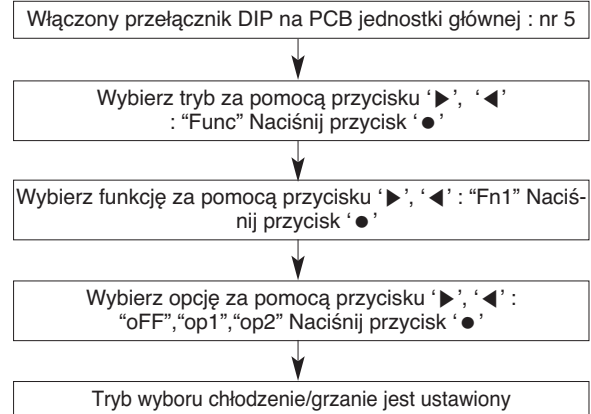 Włączony przełącznik DIP na PCB jednostki głównej : nr 5
Wybierz tryb za pomocą przycisku ‘▶’, ‘◀’
: “Func” Naciśnij przycisk ‘●’
Wybierz funkcję za pomocą przycisku ‘▶’, ‘◀’ : “Fn1” Naciś-
nij przycisk ‘●’
Wybierz opcję za pomocą przycisku ‘▶’, ‘◀’ :
“oFF”,“op1”,“op2” Naciśnij przycisk ‘●’
Tryb wyboru chłodzenie/grzanie jest ustawiony